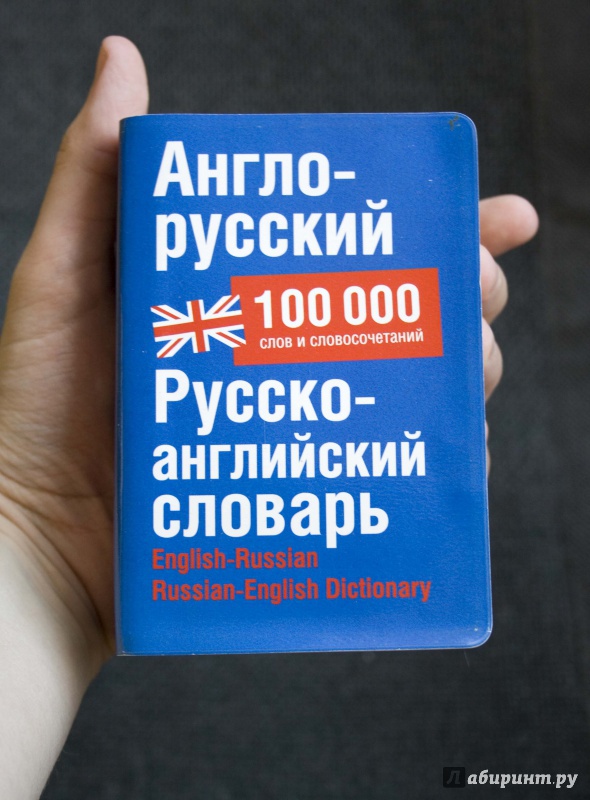 Англо-
русский
100 000
слов и словосочетаний
Русско-
английский
словарь
English-Russian
Russian-English Dictionary
Лабиринт.ру